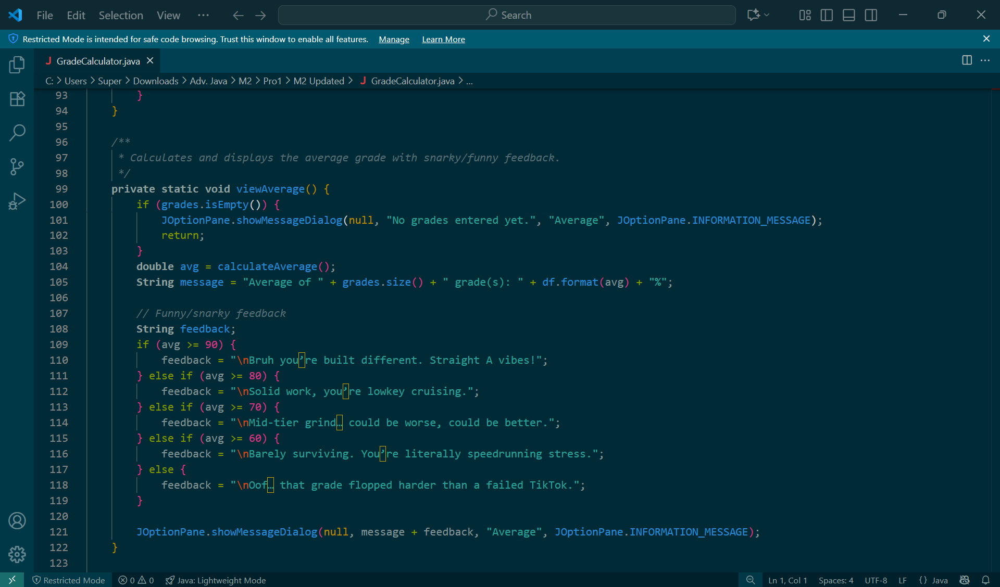 File Edit Selection View ··· Search
Restricted Mode is intended for safe code browsing. Trust this window to enable all features. Manage Learn More
J GradeCalculator.java
C: > Users > Super > Downloads > Adv. Java > M2 > Pro1 > M2 Updated > J GradeCalculator.java > ...
93 }
94 }
95
96 /**
97 * Calculates and displays the average grade with snarky/funny feedback.
98 */
99 private static void viewAverage() {
100 if (grades.isEmpty()) {
101 JOptionPane.showMessageDialog(null, "No grades entered yet.", "Average", JOptionPane.INFORMATION_MESSAGE);
102 return;
103 }
104 double avg = calculateAverage();
105 String message = "Average of " + grades.size() + " grade(s): " + df.format(avg) + "%";
106
107 // Funny/snarky feedback
108 String feedback;
109 if (avg >= 90) {
110 feedback = "\nBruh you’re built different. Straight A vibes!";
111 } else if (avg >= 80) {
112 feedback = "\nSolid work, you’re lowkey cruising.";
113 } else if (avg >= 70) {
114 feedback = "\nMid-tier grind… could be worse, could be better.";
115 } else if (avg >= 60) {
116 feedback = "\nBarely surviving. You’re literally speedrunning stress.";
117 } else {
118 feedback = "\nOof… that grade flopped harder than a failed TikTok.";
119 }
120
121 JOptionPane.showMessageDialog(null, message + feedback, "Average", JOptionPane.INFORMATION_MESSAGE);
122 }
123
Restricted Mode 0 0 Java: Lightweight Mode Ln 1, Col 1 Spaces: 4 UTF-8 LF {} Java